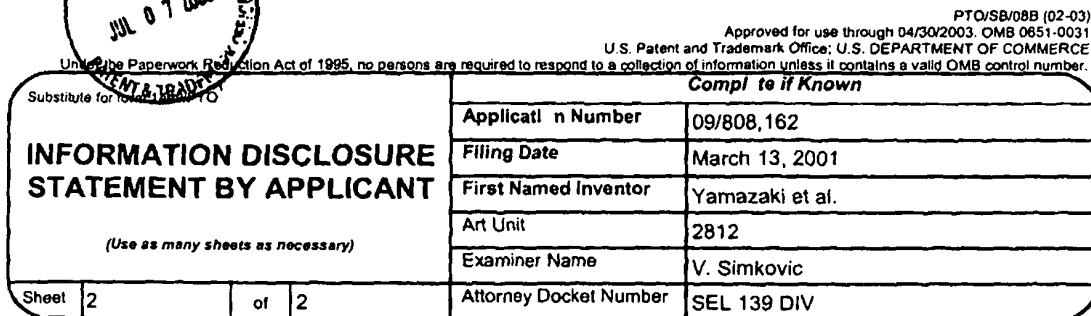 JUL 0 7
PTO/SB/08B (02-03)
Approved for use through 04/30/2003. OMB 0651-0031
U.S. Patent and Trademark Office; U.S. DEPARTMENT OF COMMERCE
Under the Paperwork Reduction Act of 1995, no persons are required to respond to a collection of information unless it contains a valid OMB control number.
PATENT & TRADEMARK
Substitute for form
INFORMATION DISCLOSURE
STATEMENT BY APPLICANT
(Use as many sheets as necessary)
Sheet 2 of 2
Compl te if Known
Applicati n Number 09/808,162
Filing Date March 13, 2001
First Named Inventor Yamazaki et al.
Art Unit 2812
Examiner Name V. Simkovic
Attorney Docket Number SEL 139 DIV